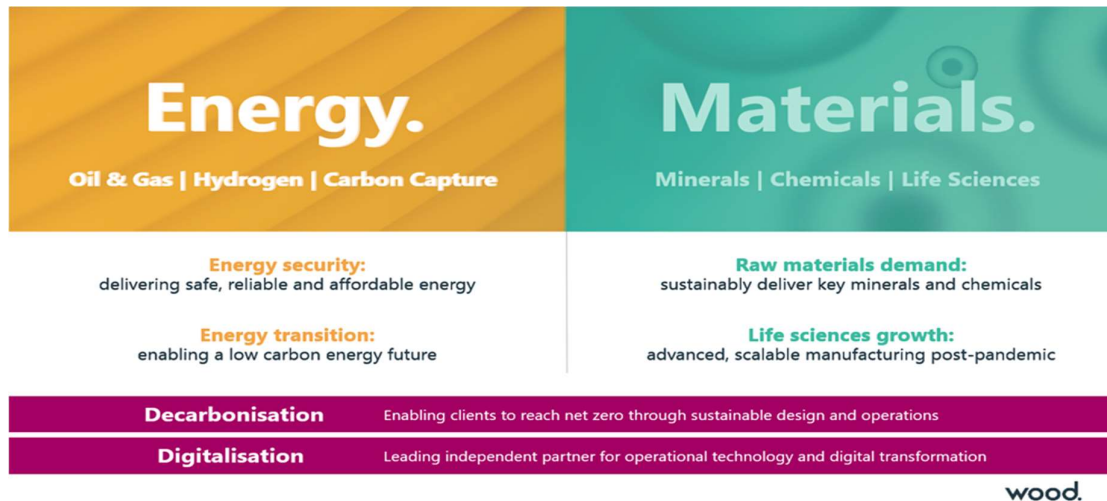 Energy.
Oil & Gas | Hydrogen | Carbon Capture
Energy security:
delivering safe, reliable and affordable energy
Energy transition:
enabling a low carbon energy future
Materials.
Minerals | Chemicals | Life Sciences
Raw materials demand:
sustainably deliver key minerals and chemicals
Life sciences growth:
advanced, scalable manufacturing post-pandemic
Decarbonisation Enabling clients to reach net zero through sustainable design and operations
Digitalisation Leading independent partner for operational technology and digital transformation
wood.